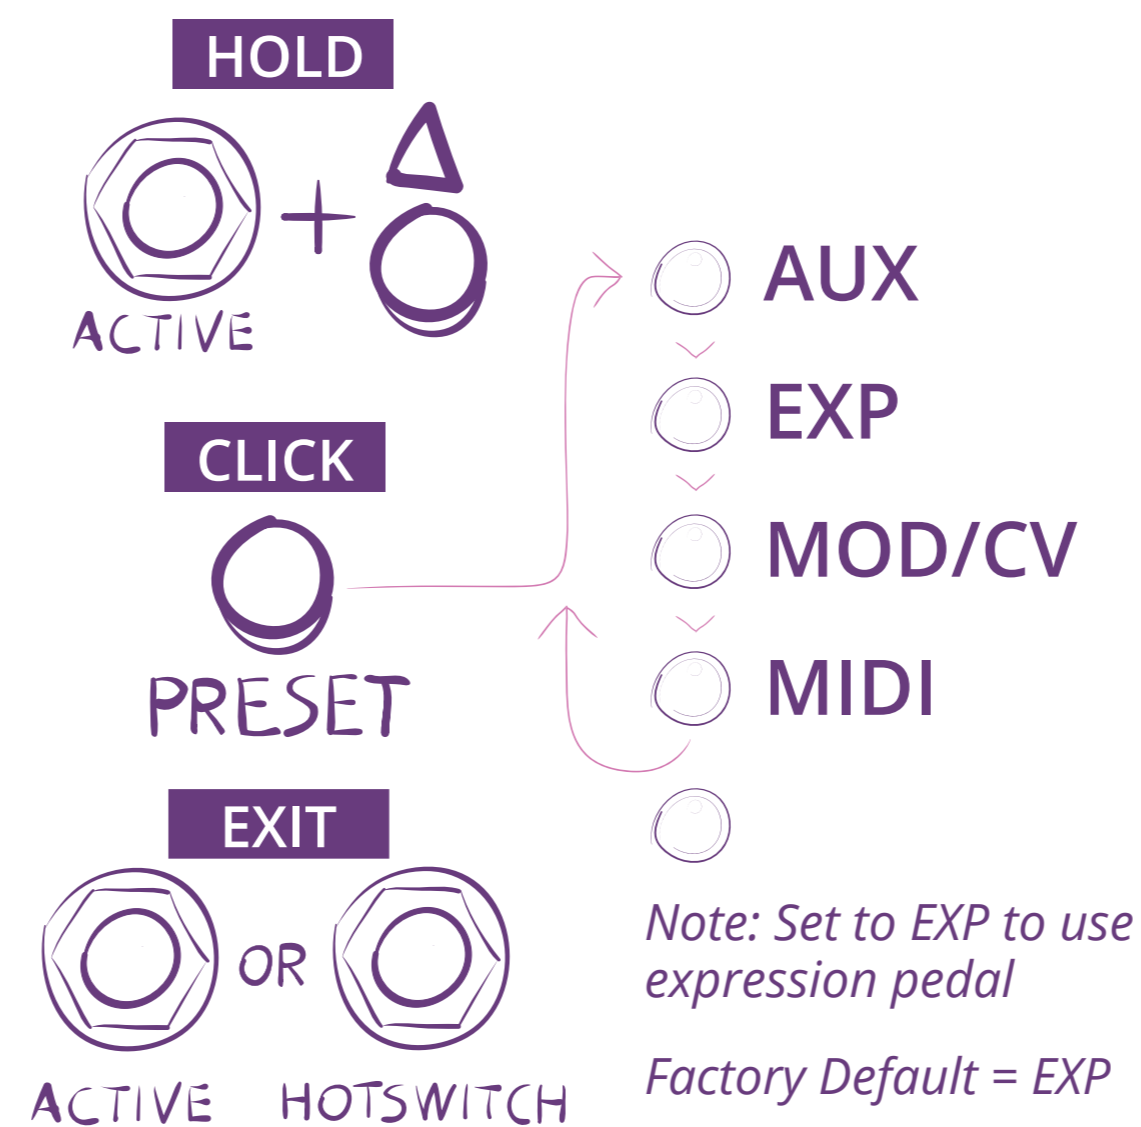 HOLD
+
ACTIVE
CLICK
PRESET
EXIT
OR
ACTIVE HOTSWITCH
AUX
EXP
MOD/CV
MIDI
Note: Set to EXP to use
expression pedal
Factory Default = EXP